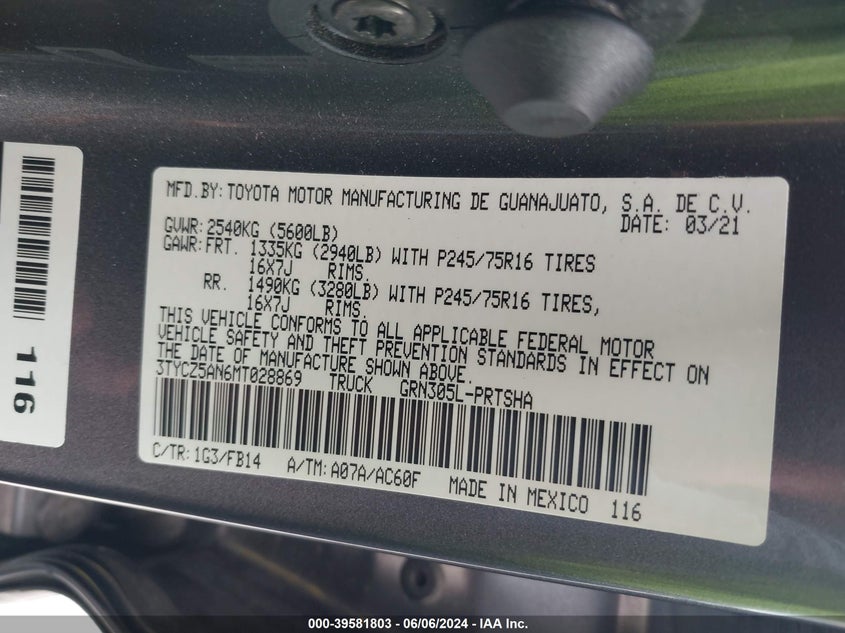 MFD.BY: TOYOTA MOTOR MANUFACTURING DE GUANAJUATO, S.A. DE C.V.
GVWR: 2540KG (5600LB) DATE: 03/21
GAWR: FRT. 1335KG (2940LB) WITH P245/75R16 TIRES
16X7J RIMS.
RR. 1490KG (3280LB) WITH P245/75R16 TIRES,
16X7J RIMS.
THIS VEHICLE CONFORMS TO ALL APPLICABLE FEDERAL MOTOR
VEHICLE SAFETY AND THEFT PREVENTION STANDARDS IN EFFECT ON
THE DATE OF MANUFACTURE SHOWN ABOVE.
3TYCZ5AN6MT028869 TRUCK GRN305L-PRTSHA
C/TR: 1G3/FB14 A/TM: A07A/AC60F MADE IN MEXICO 116
116
000-39581803 - 06/06/2024 - IAA Inc.